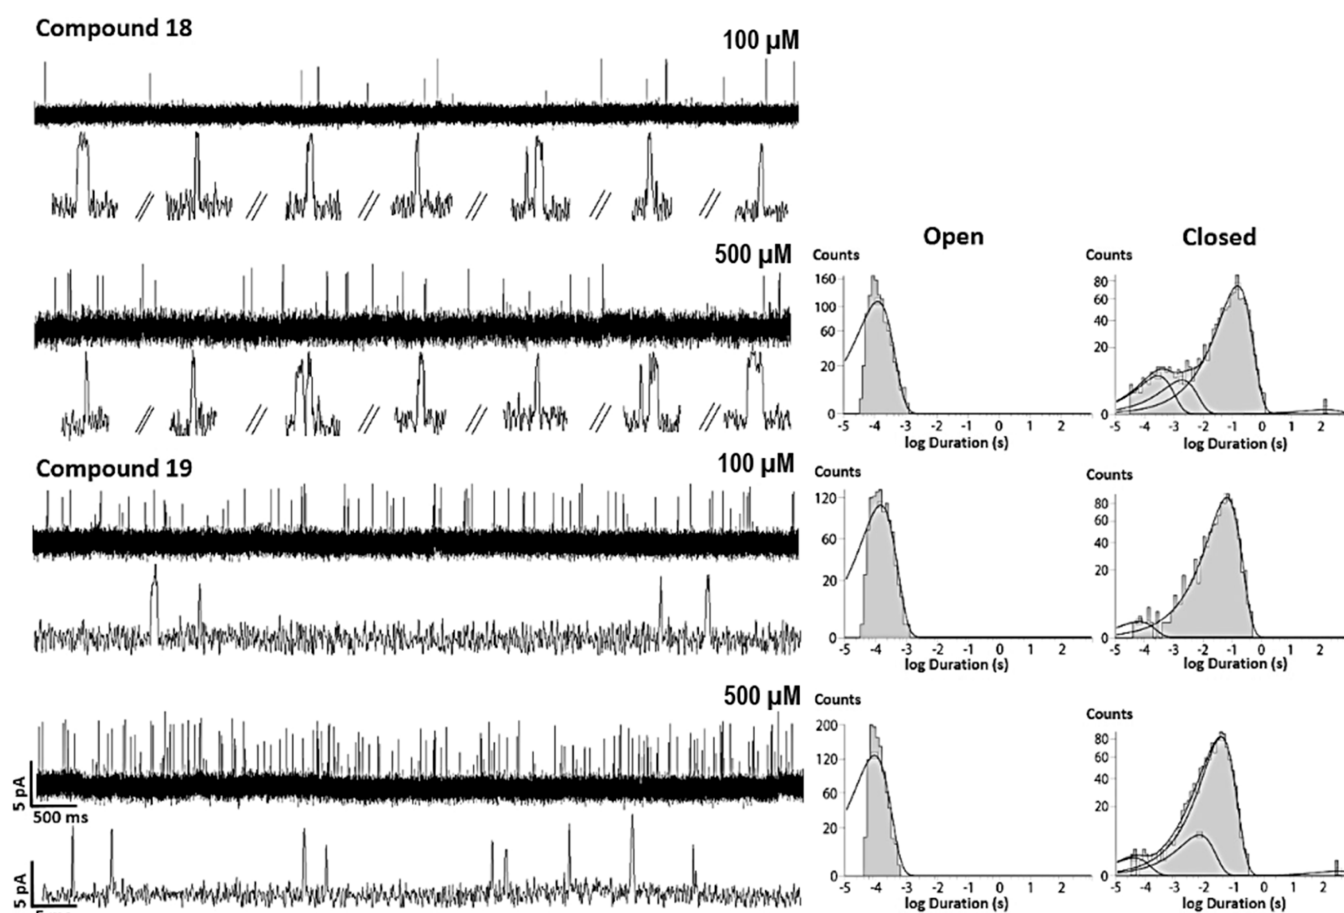 Compound 18
100 µM
500 µM
Open
Closed
Counts
160
100
60
20
0
-5 -4 -3 -2 -1 0 1 2
log Duration (s)
Counts
80
60
40
20
0
-5 -4 -3 -2 -1 0 1 2
log Duration (s)
Compound 19
100 µM
Counts
120
60
20
0
-5 -4 -3 -2 -1 0 1 2
log Duration (s)
Counts
80
60
40
20
0
-5 -4 -3 -2 -1 0 1 2
log Duration (s)
500 µM
5 pA
500 ms
5 pA
Counts
200
120
60
20
0
-5 -4 -3 -2 -1 0 1 2
log Duration (s)
Counts
80
60
40
20
0
-5 -4 -3 -2 -1 0 1 2
log Duration (s)